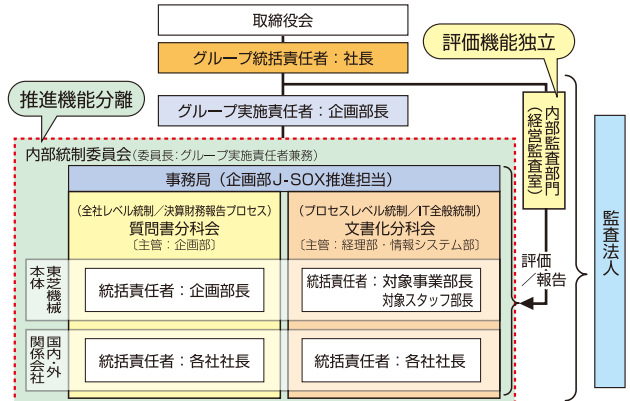 取締役会
グループ統括責任者：社長
評価機能独立
推進機能分離
グループ実施責任者：企画部長
内部監査部門
（経営監査室）
監査法人
内部統制委員会（委員長：グループ実施責任者兼務）
事務局（企画部J-SOX推進担当）
（全社レベル統制／決算財務報告プロセス）
質問書分科会
〔主管：企画部〕
（プロセスレベル統制／IT全般統制）
文書化分科会
〔主管：経理部・情報システム部〕
評価
／報告
東芝機械
本体
統括責任者：企画部長
統括責任者：対象事業部長
対象スタッフ部長
国内・外
関係会社
統括責任者：各社社長
統括責任者：各社社長